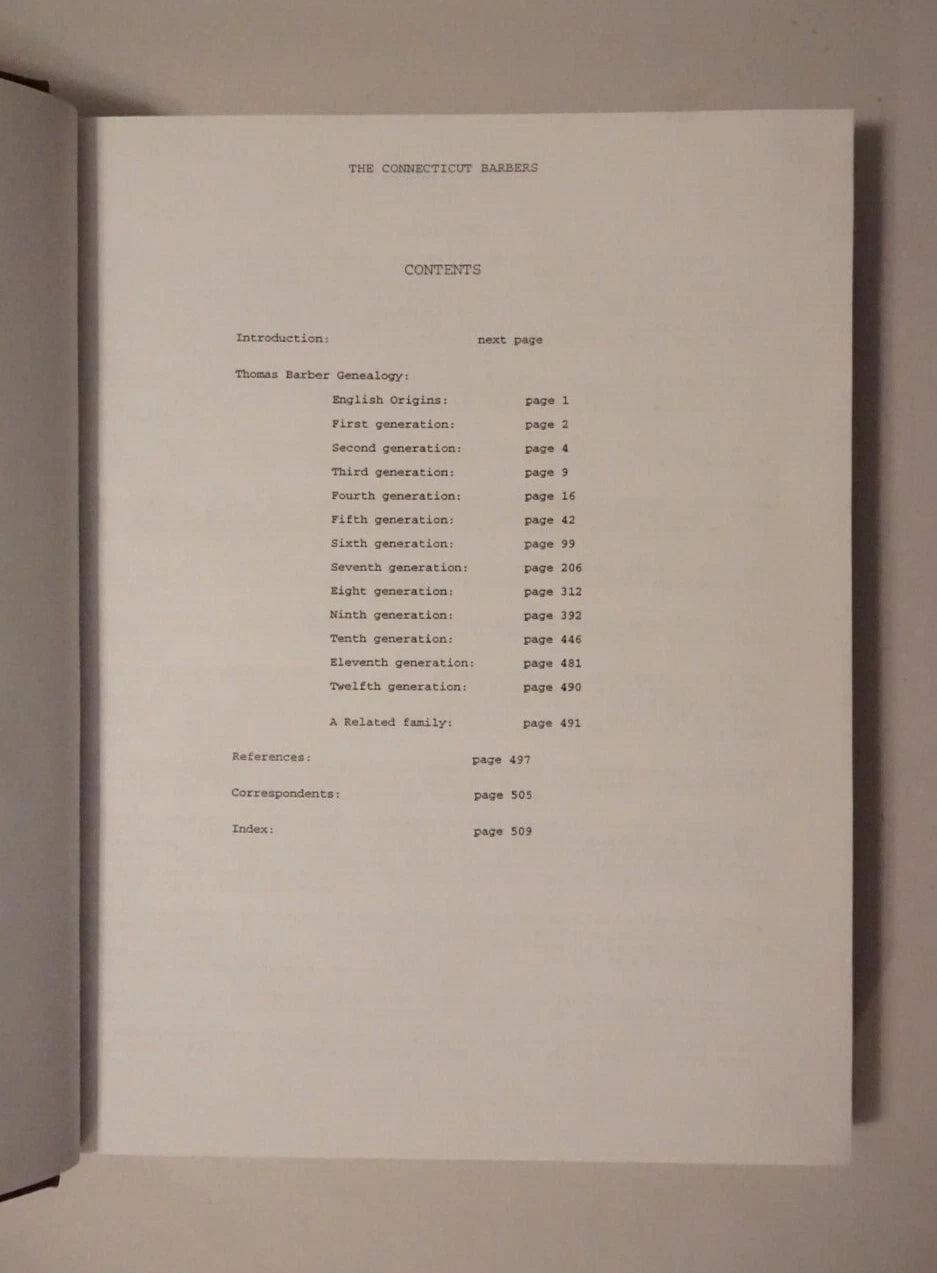 THE CONNECTICUT BARBERS
CONTENTS
Introduction: next page
Thomas Barber Genealogy:
English Origins: page 1
First generation: page 2
Second generation: page 4
Third generation: page 9
Fourth generation: page 16
Fifth generation: page 42
Sixth generation: page 99
Seventh generation: page 206
Eight generation: page 312
Ninth generation: page 392
Tenth generation: page 446
Eleventh generation: page 481
Twelfth generation: page 490
A Related family: page 491
References: page 497
Correspondents: page 505
Index: page 509